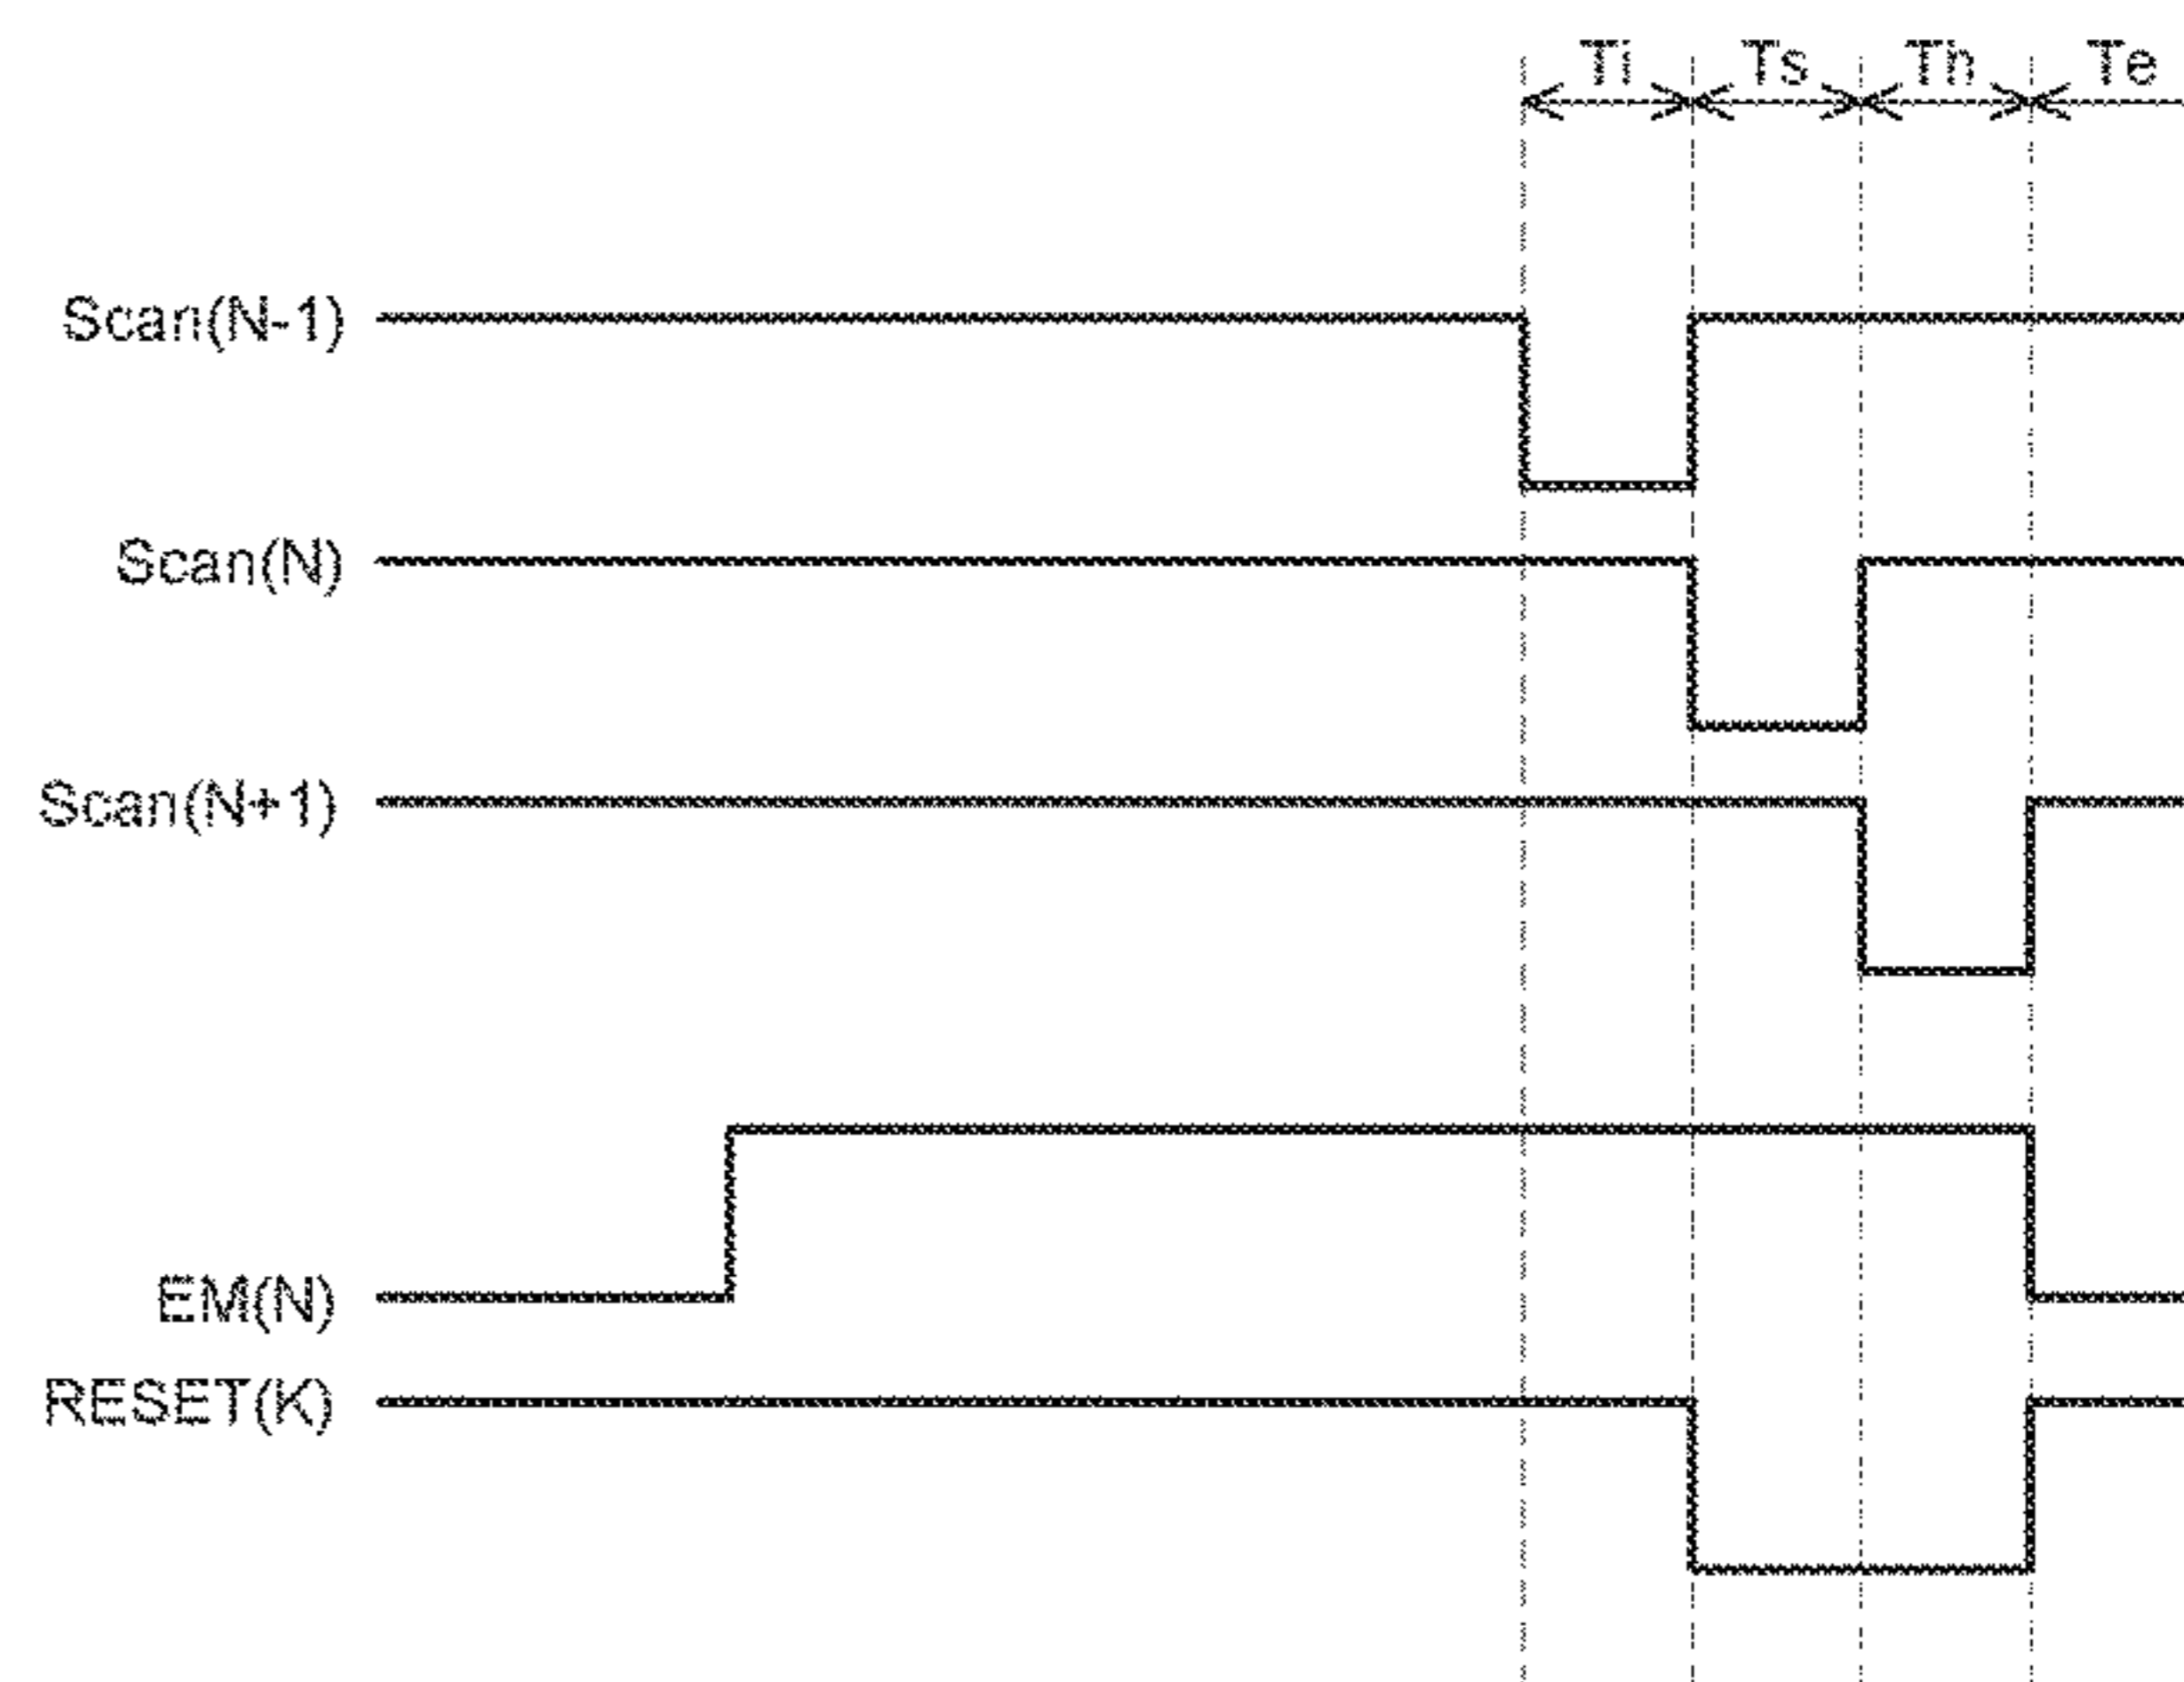 Ti Ts Th Te
Scan(N-1)
Scan(N)
Scan(N+1)
EM(N)
RESET(K)